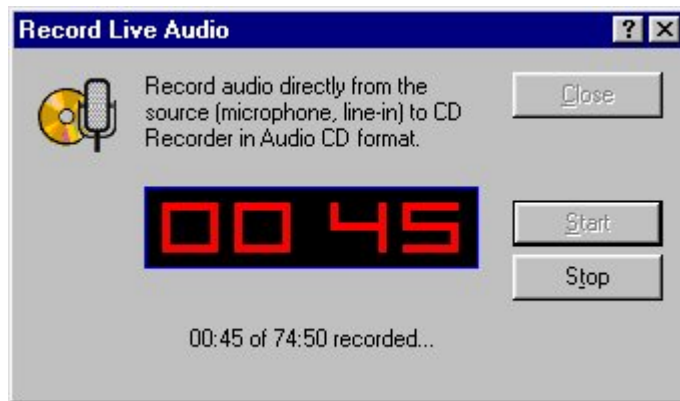 Record Live Audio
Record audio directly from the
source (microphone, line-in) to CD
Recorder in Audio CD format.
Close
00 45
Start
Stop
00:45 of 74:50 recorded...